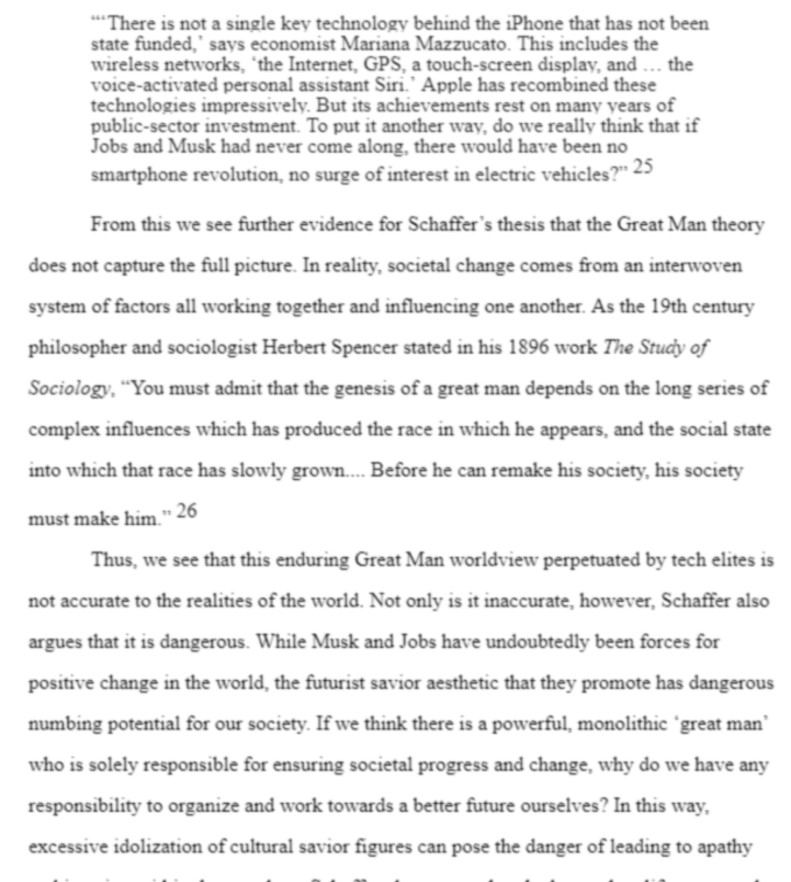 “‘There is not a single key technology behind the iPhone that has not been
state funded,’ says economist Mariana Mazzucato. This includes the
wireless networks, ‘the Internet, GPS, a touch-screen display, and … the
voice-activated personal assistant Siri.’ Apple has recombined these
technologies impressively. But its achievements rest on many years of
public-sector investment. To put it another way, do we really think that if
Jobs and Musk had never come along, there would have been no
smartphone revolution, no surge of interest in electric vehicles?” 25
From this we see further evidence for Schaffer’s thesis that the Great Man theory
does not capture the full picture. In reality, societal change comes from an interwoven
system of factors all working together and influencing one another. As the 19th century
philosopher and sociologist Herbert Spencer stated in his 1896 work The Study of
Sociology, “You must admit that the genesis of a great man depends on the long series of
complex influences which has produced the race in which he appears, and the social state
into which that race has slowly grown.... Before he can remake his society, his society
must make him.” 26
Thus, we see that this enduring Great Man worldview perpetuated by tech elites is
not accurate to the realities of the world. Not only is it inaccurate, however, Schaffer also
argues that it is dangerous. While Musk and Jobs have undoubtedly been forces for
positive change in the world, the futurist savior aesthetic that they promote has dangerous
numbing potential for our society. If we think there is a powerful, monolithic ‘great man’
who is solely responsible for ensuring societal progress and change, why do we have any
responsibility to organize and work towards a better future ourselves? In this way,
excessive idolization of cultural savior figures can pose the danger of leading to apathy